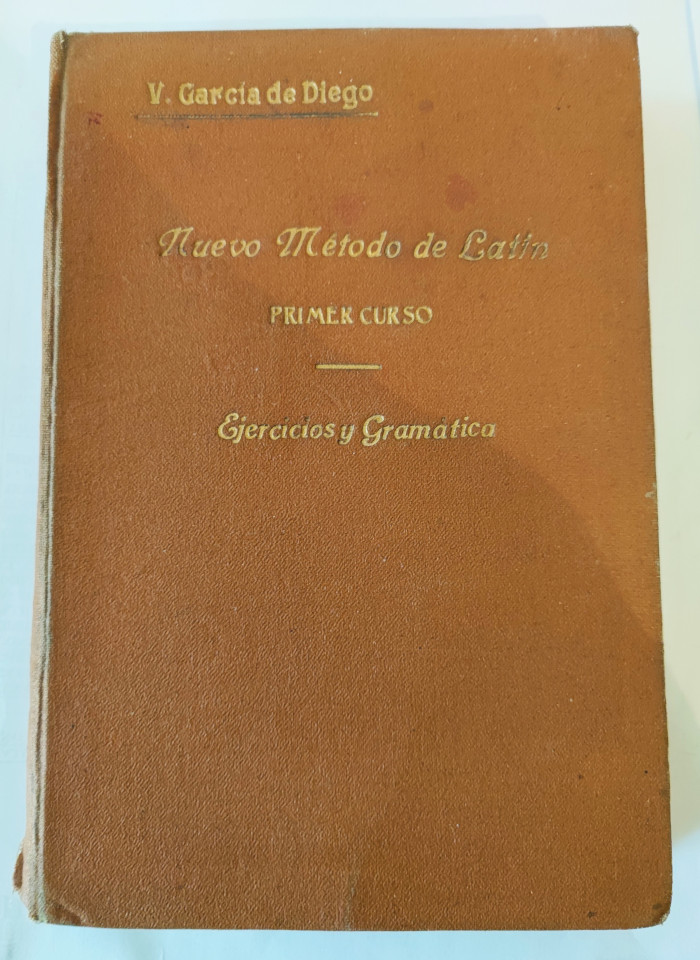 V. García de Diego
Nuevo Método de Latín
PRIMER CURSO
Ejercicios y Gramática